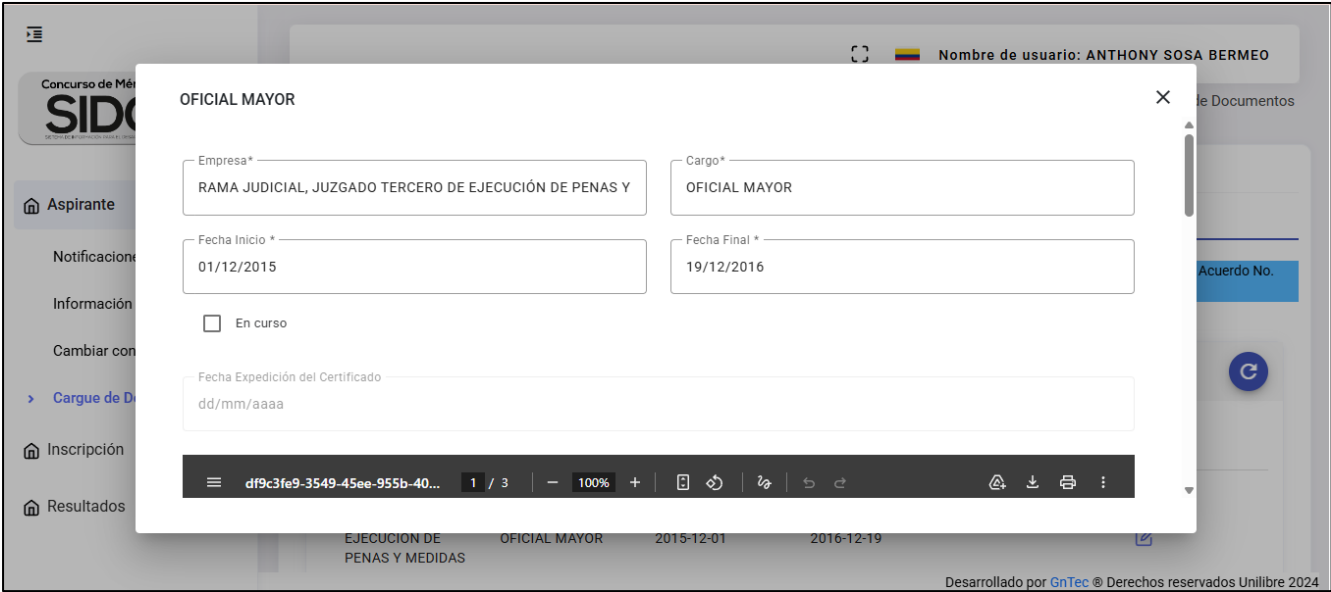 Nombre de usuario: ANTHONY SOSA BERMEO
Concurso de Mér
SID
de Documentos
OFICIAL MAYOR
Empresa*
RAMA JUDICIAL, JUZGADO TERCERO DE EJECUCIÓN DE PENAS Y
Cargo*
OFICIAL MAYOR
Aspirante
Fecha Inicio *
01/12/2015
Fecha Final *
19/12/2016
Notificacione
Acuerdo No.
Información
En curso
Cambiar con
Fecha Expedición del Certificado
dd/mm/aaaa
Cargue de D
Inscripción
df9c3fe9-3549-45ee-955b-40... 1 / 3 100%
Resultados
EJECUCIÓN DE
PENAS Y MEDIDAS
OFICIAL MAYOR
2015-12-01
2016-12-19
Desarrollado por GnTec ® Derechos reservados Unilibre 2024